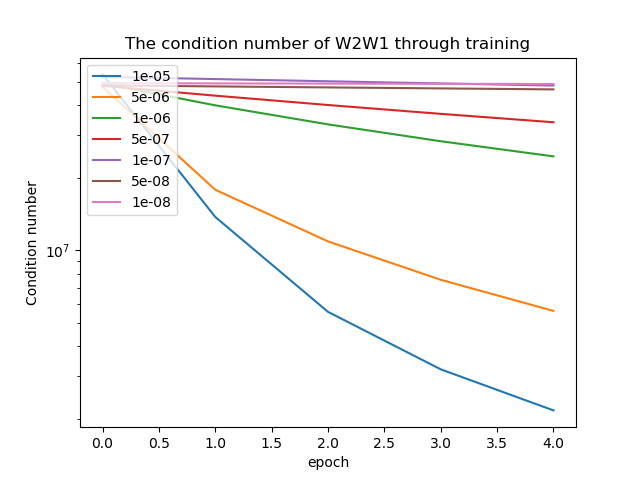 The condition number of W2W1 through training
1e-05
5e-06
1e-06
5e-07
1e-07
5e-08
1e-08
Condition number
10⁷
0.0 0.5 1.0 1.5 2.0 2.5 3.0 3.5 4.0
epoch